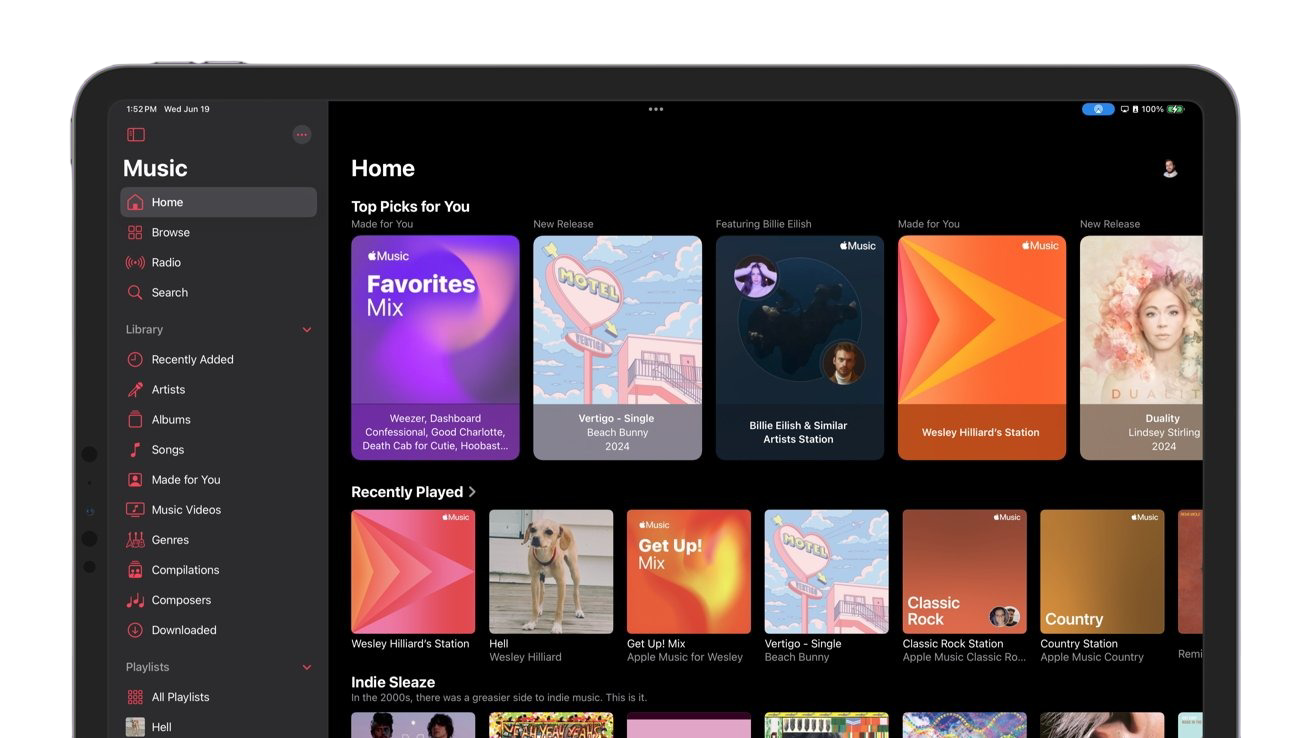 1:52 PM Wed Jun 19
100%
Music
Home
Browse
Radio
Search
Library
Recently Added
Artists
Albums
Songs
Made for You
Music Videos
Genres
Compilations
Composers
Downloaded
Playlists
All Playlists
Hell
Home
Top Picks for You
Made for You
Music
Favorites
Mix
Weezer, Dashboard
Confessional, Good Charlotte,
Death Cab for Cutie, Hoobast...
New Release
MOTEL
VERTIGO
Vertigo - Single
Beach Bunny
2024
Featuring Billie Eilish
Music
Billie Eilish & Similar
Artists Station
Made for You
Music
Wesley Hilliard's Station
New Release
DUALIT
Duality
Lindsey Stirling
2024
Recently Played
Music
Wesley Hilliard's Station
Hell
Wesley Hilliard
Music
Get Up!
Mix
Get Up! Mix
Apple Music for Wesley
MOTEL
Vertigo - Single
Beach Bunny
Music
Classic
Rock
Classic Rock Station
Apple Music Classic Ro...
Music
Country
Country Station
Apple Music Country
Remi
Indie Sleaze
In the 2000s, there was a greasier side to indie music. This is it.